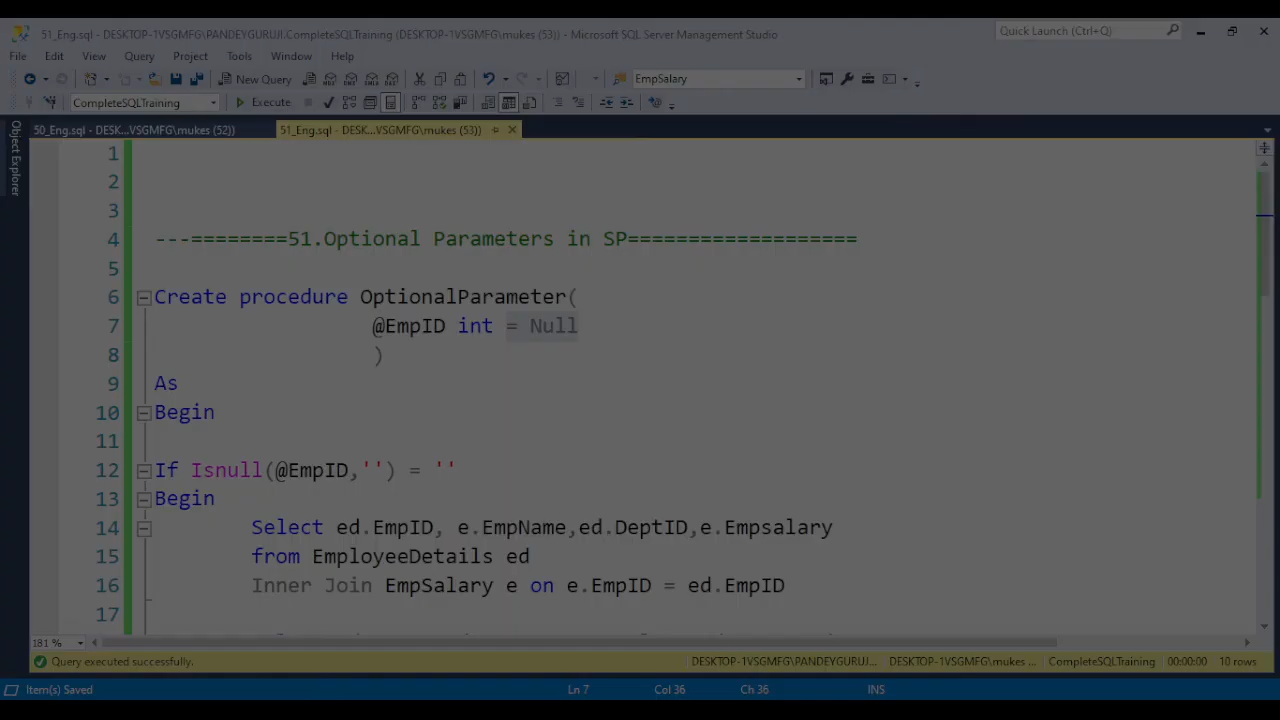 51_Eng.sql - DESKTOP-1VSGMFG\PANDEYGURUJI.CompleteSQLTraining (DESKTOP-1VSGMFG\mukes (53)) - Microsoft SQL Server Management Studio
Quick Launch (Ctrl+Q)
File Edit View Query Project Tools Window Help
New Query
EmpSalary
CompleteSQLTraining
Execute
50_Eng.sql - DESK...VSGMFG\mukes (52))
51_Eng.sql - DESK...VSGMFG\mukes (53))
Object Explorer
1
2
3
4 ---========51.Optional Parameters in SP===================
5
6 Create procedure OptionalParameter(
7 @EmpID int = Null
8 )
9 As
10 Begin
11
12 If Isnull(@EmpID,'') = ''
13 Begin
14 Select ed.EmpID, e.EmpName,ed.DeptID,e.Empsalary
15 from EmployeeDetails ed
16 Inner Join EmpSalary e on e.EmpID = ed.EmpID
17
181 %
Query executed successfully.
DESKTOP-1VSGMFG\PANDEYGURUJ... DESKTOP-1VSGMFG\mukes ... CompleteSQLTraining 00:00:00 10 rows
Item(s) Saved
Ln 7 Col 36 Ch 36 INS